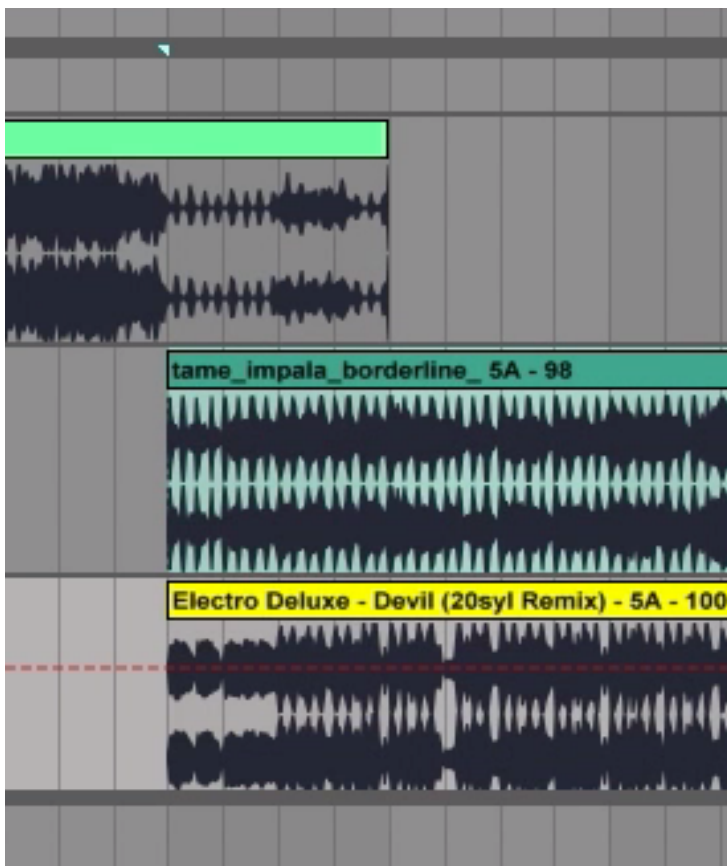 tame_impala_borderline_ 5A - 98
Electro Deluxe - Devil (20syl Remix) - 5A - 100